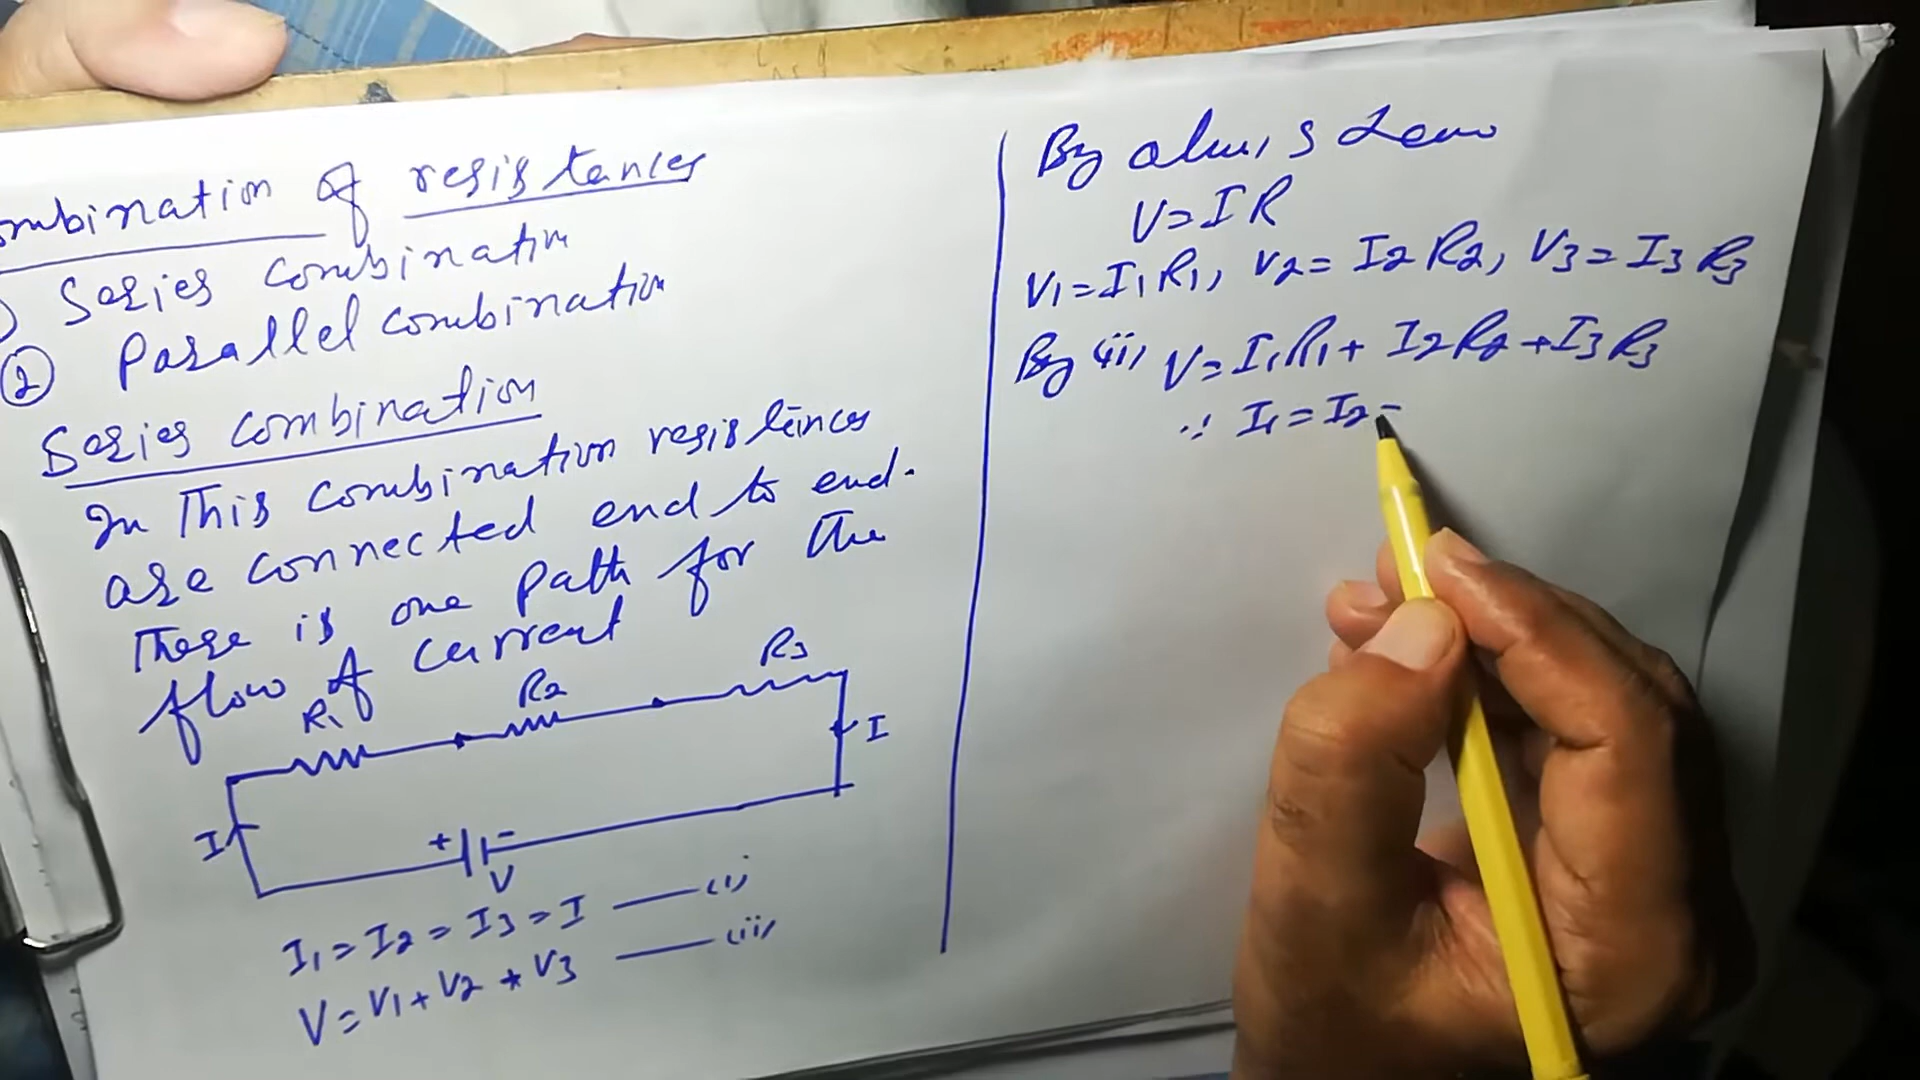 ombination of resistances
) Series combination
② Parallel combination
Series combination
In This combination resistances
are connected end to end.
There is one path for the
flow of current
R1 R2 R3
I
I
+ -
V
I1 = I2 = I3 = I —— (i)
V = V1 + V2 + V3 —— (ii)
By ohm's Law
V = IR
V1 = I1R1, V2 = I2R2, V3 = I3R3
By (ii) V = I1R1 + I2R2 + I3R3
∵ I1 = I2 =